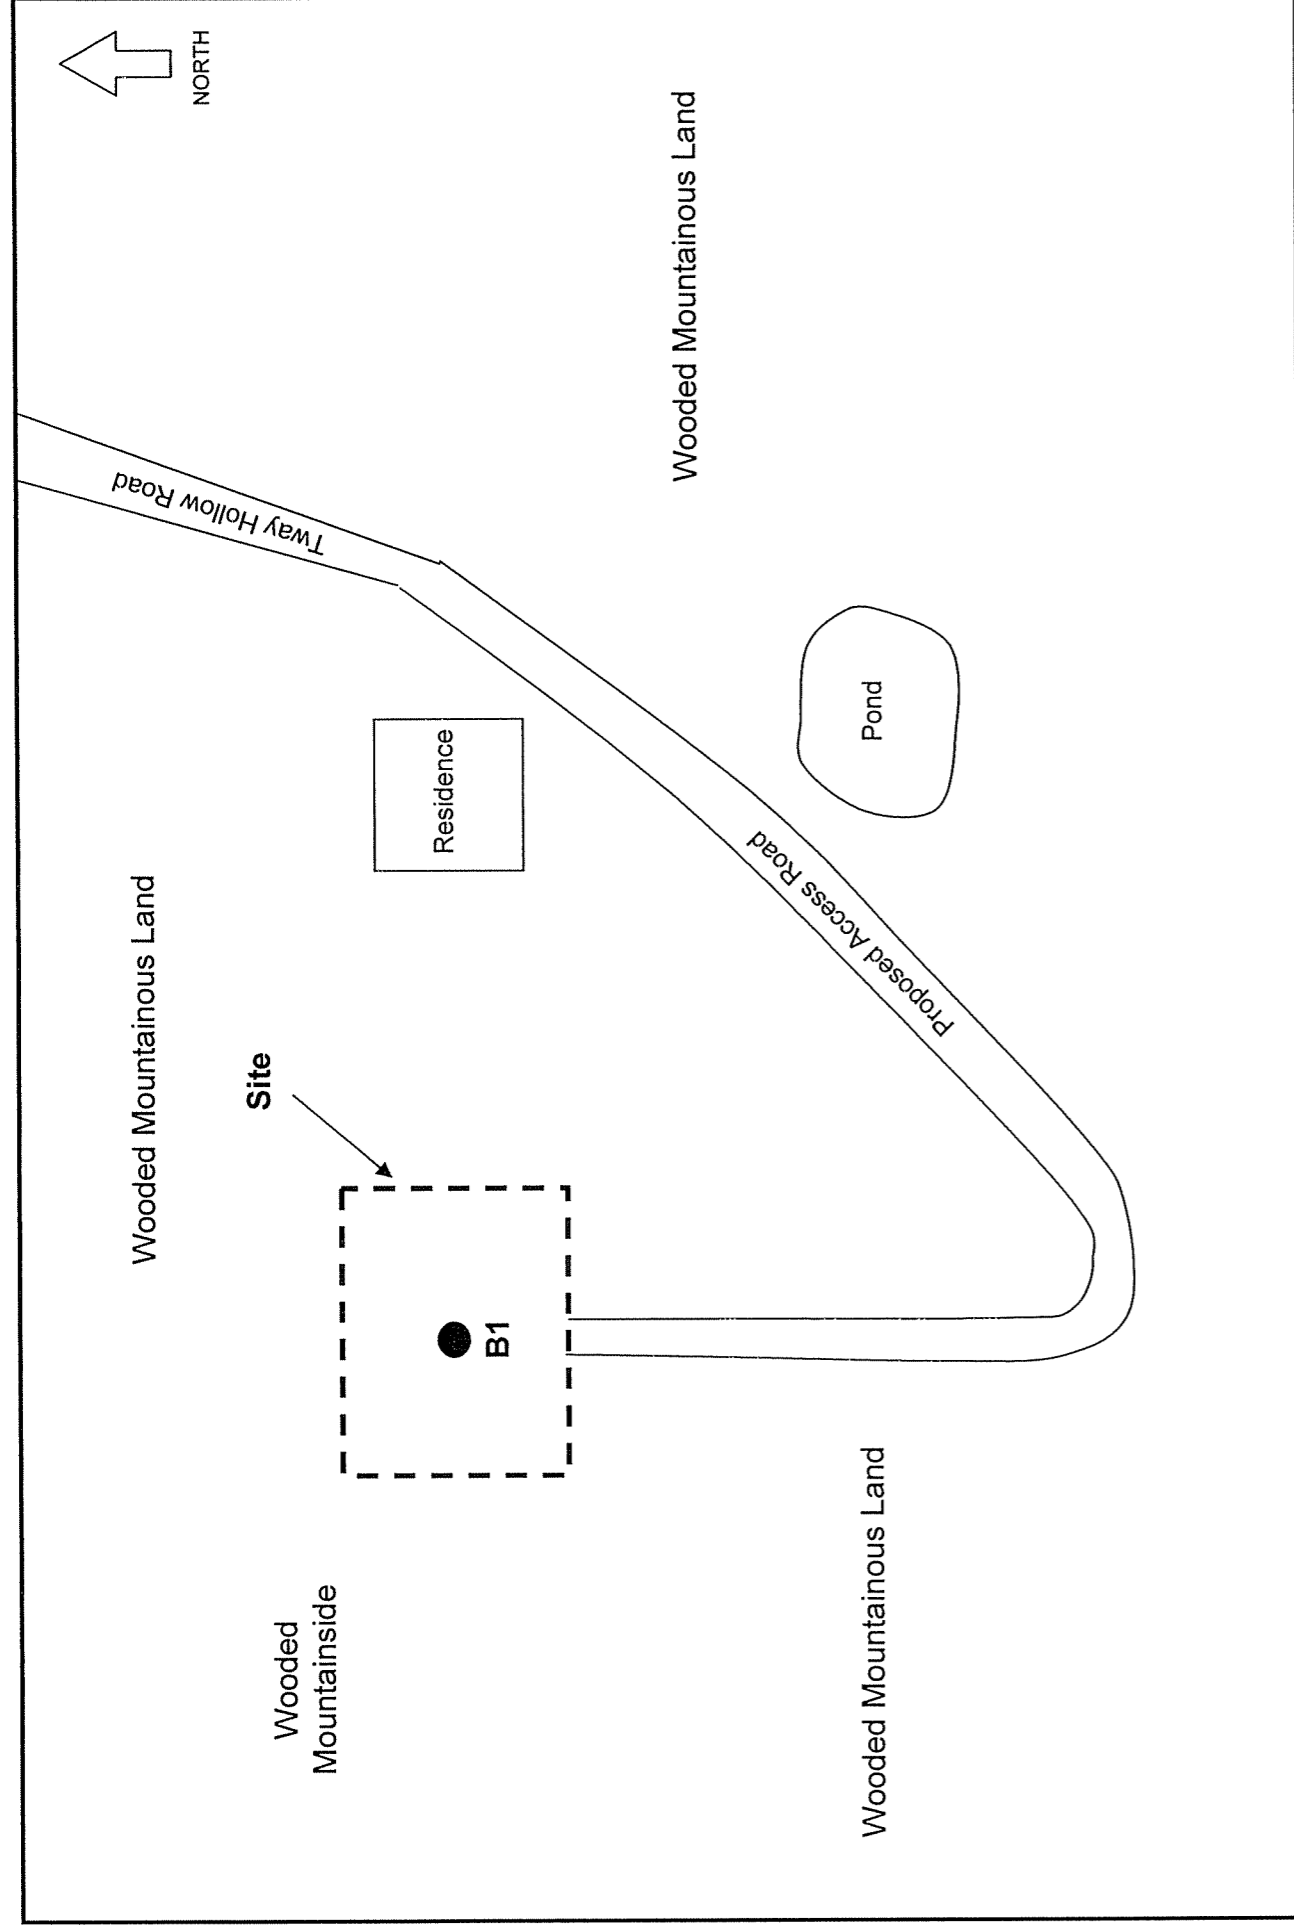 NORTH
Tway Hollow Road
Wooded Mountainous Land
Wooded Mountainous Land
Residence
Pond
Site
Proposed Access Road
B1
Wooded
Mountainside
Wooded Mountainous Land